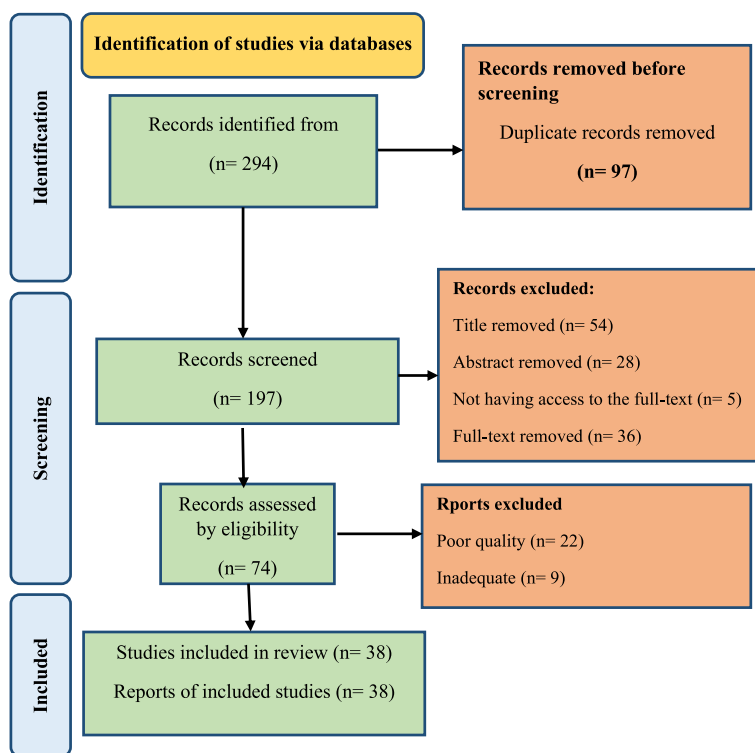 Identification of studies via databases
Identification
Records identified from
(n= 294)
Records removed before
screening
Duplicate records removed
(n= 97)
Screening
Records screened
(n= 197)
Records excluded:
Title removed (n= 54)
Abstract removed (n= 28)
Not having access to the full-text (n= 5)
Full-text removed (n= 36)
Records assessed
by eligibility
(n= 74)
Rports excluded
Poor quality (n= 22)
Inadequate (n= 9)
Included
Studies included in review (n= 38)
Reports of included studies (n= 38)